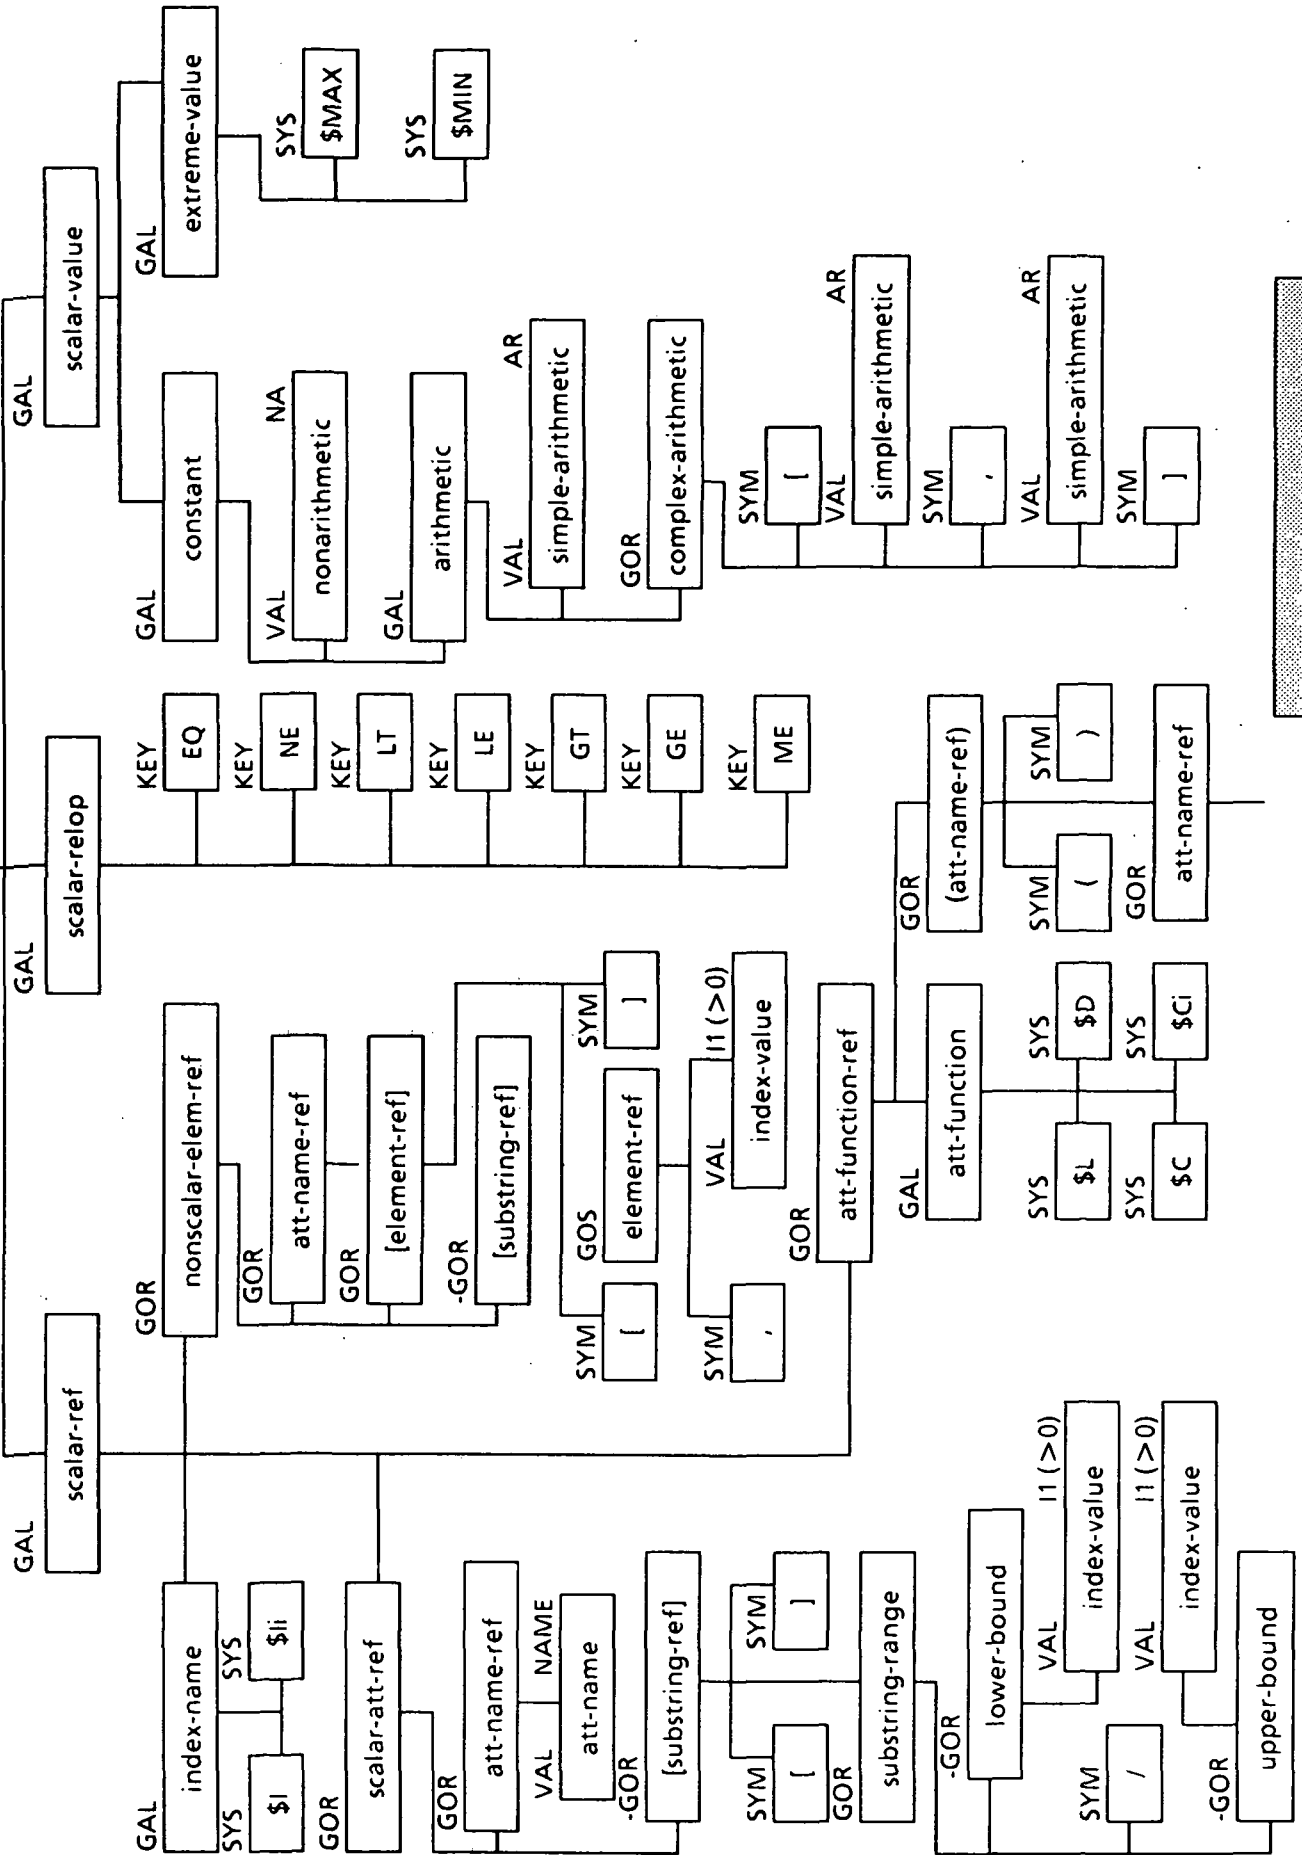 GAL
scalar-ref
GAL
scalar-relop
GAL
scalar-value
GAL
index-name
SYS
$I
SYS
$Ii
GOR
scalar-att-ref
GOR
att-name-ref
VAL NAME
att-name
-GOR
[substring-ref]
SYM
[
SYM
]
GOR
substring-range
-GOR
lower-bound
VAL I1 (>0)
index-value
SYM
/
-GOR
upper-bound
VAL I1 (>0)
index-value
GOR
nonscalar-elem-ref
GOR
att-name-ref
GOR
[element-ref]
-GOR
[substring-ref]
SYM
[
GOS
element-ref
SYM
]
SYM
,
VAL I1 (>0)
index-value
GOR
att-function-ref
GAL
att-function
SYS
$L
SYS
$D
SYS
$C
SYS
$Ci
GOR
(att-name-ref)
SYM
(
SYM
)
GOR
att-name-ref
KEY
EQ
KEY
NE
KEY
LT
KEY
LE
KEY
GT
KEY
GE
KEY
ME
GAL
constant
VAL NA
nonarithmetic
GAL
arithmetic
VAL AR
simple-arithmetic
GOR
complex-arithmetic
SYM
[
VAL AR
simple-arithmetic
SYM
,
VAL AR
simple-arithmetic
SYM
]
GAL
extreme-value
SYS
$MAX
SYS
$MIN